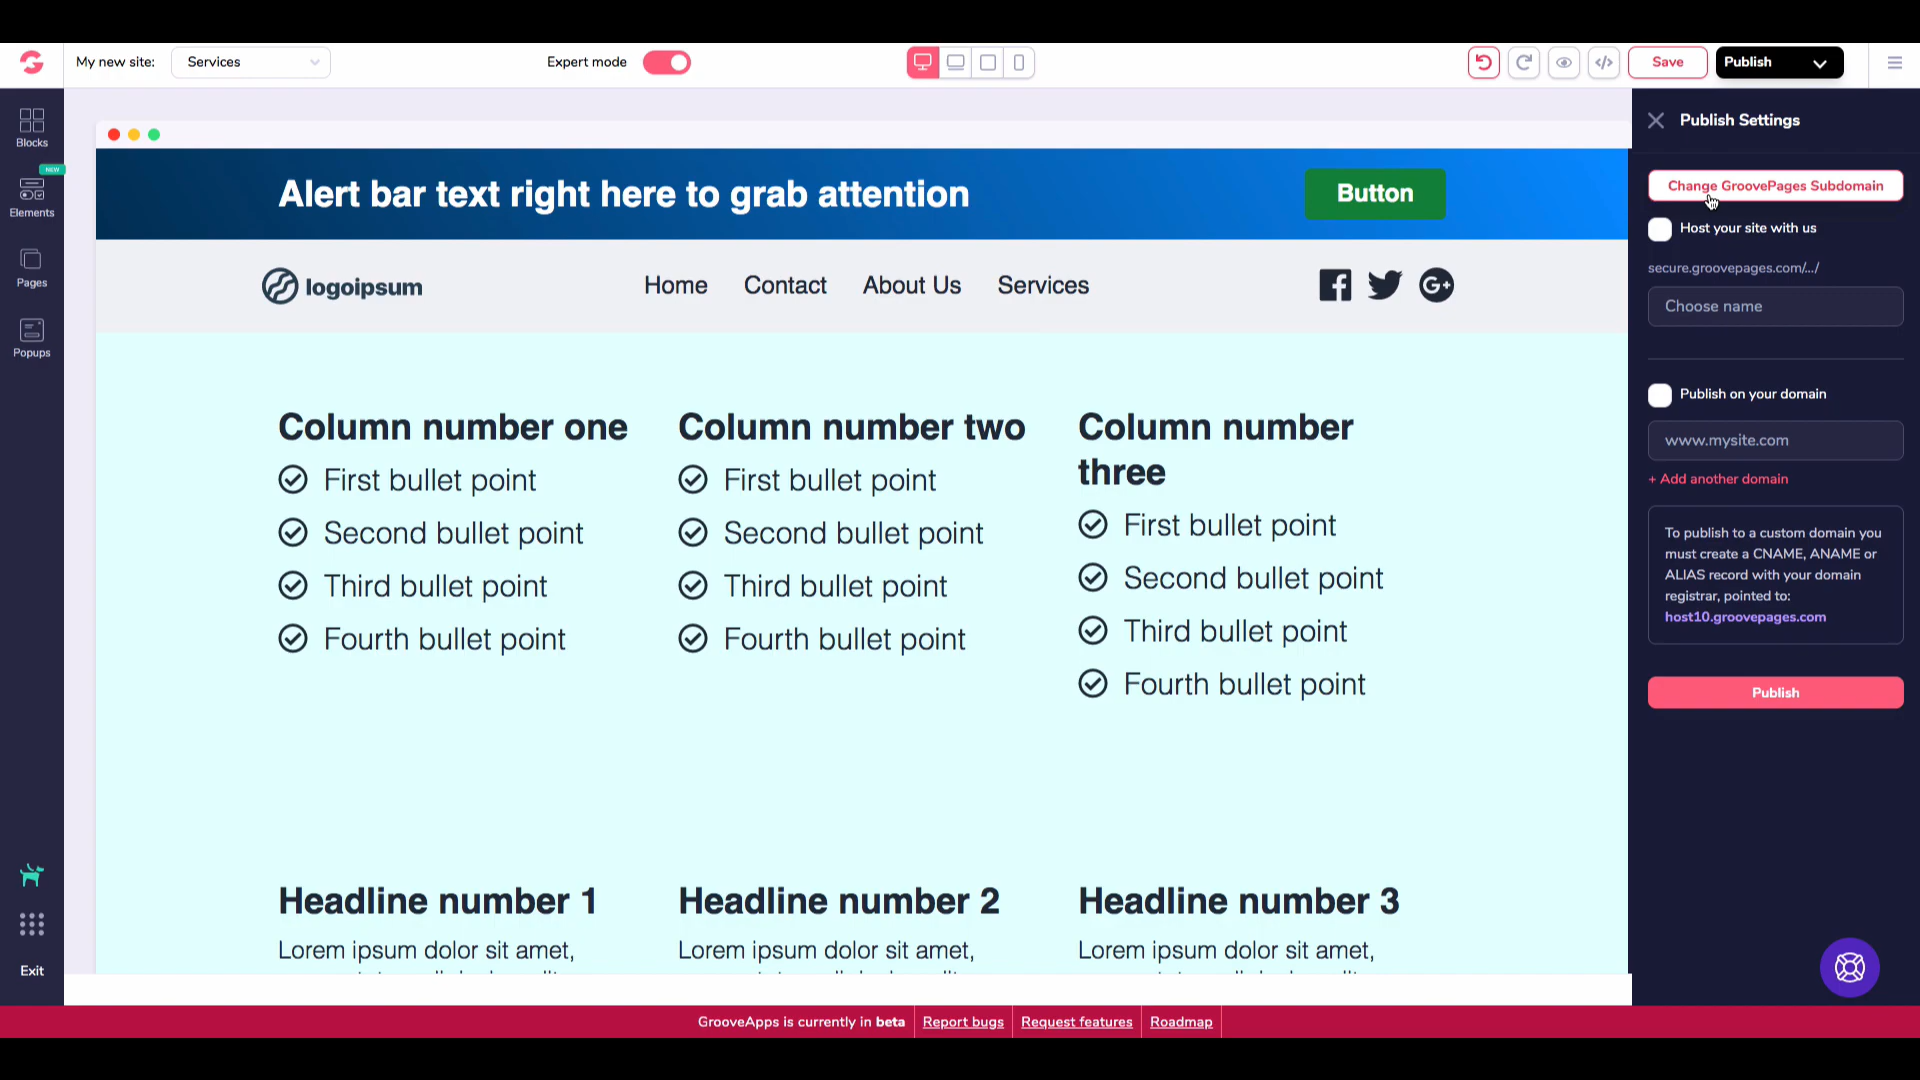 My new site:
Services
Expert mode
Save
Publish
Blocks
NEW
Elements
Pages
Popups
Exit
Alert bar text right here to grab attention
Button
logoipsum
Home
Contact
About Us
Services
Column number one
First bullet point
Second bullet point
Third bullet point
Fourth bullet point
Column number two
First bullet point
Second bullet point
Third bullet point
Fourth bullet point
Column number
three
First bullet point
Second bullet point
Third bullet point
Fourth bullet point
Headline number 1
Lorem ipsum dolor sit amet,
Headline number 2
Lorem ipsum dolor sit amet,
Headline number 3
Lorem ipsum dolor sit amet,
Publish Settings
Change GroovePages Subdomain
Host your site with us
secure.groovepages.com/.../
Choose name
Publish on your domain
www.mysite.com
+ Add another domain
To publish to a custom domain you
must create a CNAME, ANAME or
ALIAS record with your domain
registrar, pointed to:
host10.groovepages.com
Publish
GrooveApps is currently in beta
Report bugs
Request features
Roadmap